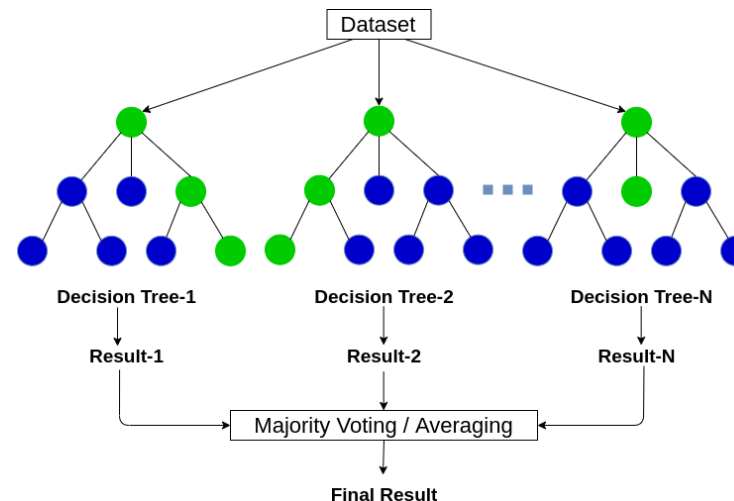 Dataset
Decision Tree-1
Decision Tree-2
Decision Tree-N
Result-1
Result-2
Result-N
Majority Voting / Averaging
Final Result